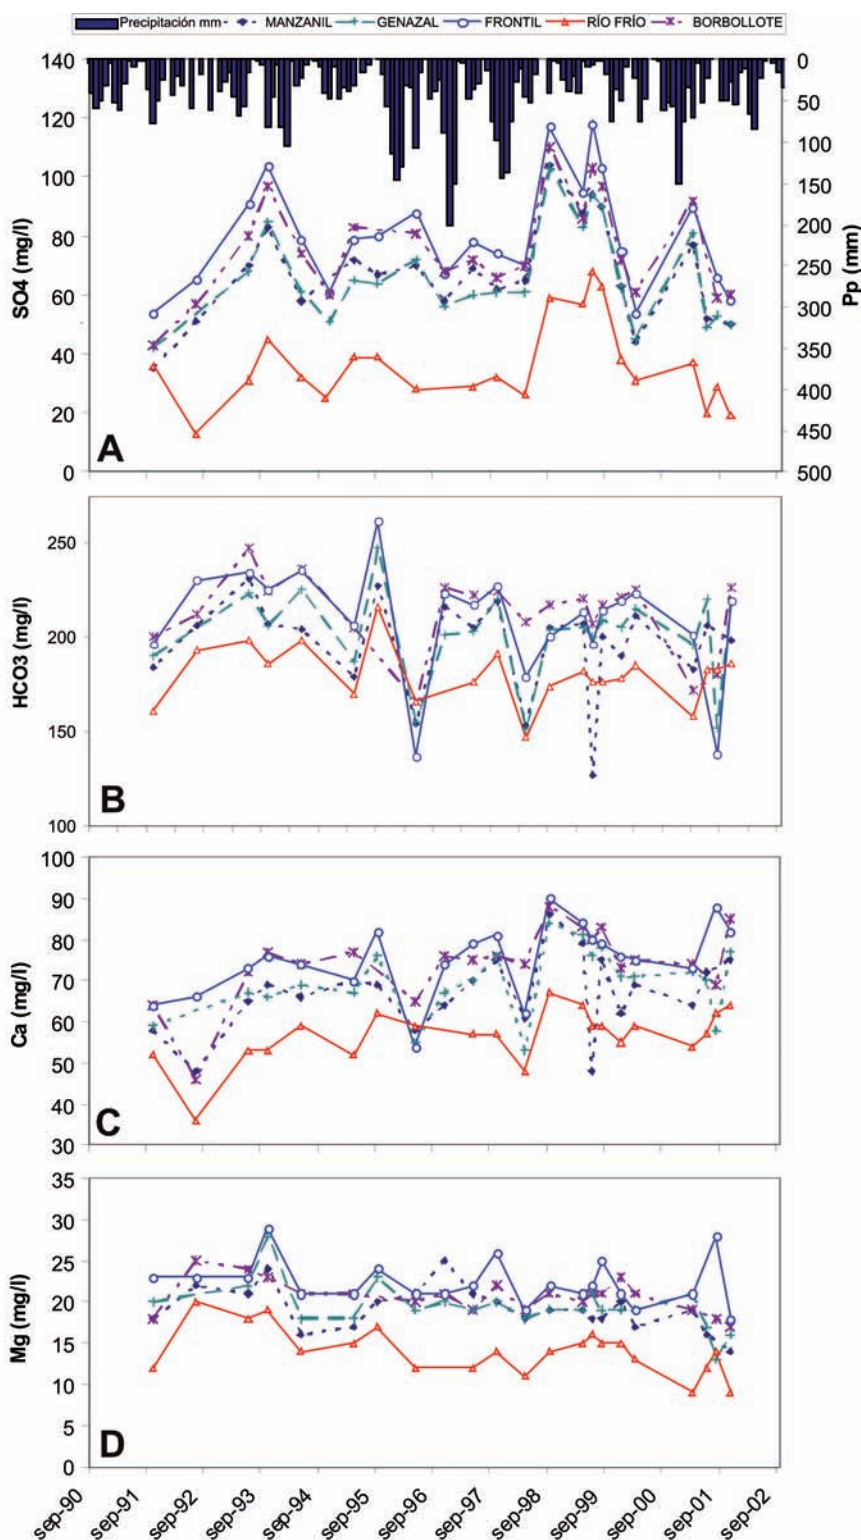 Precipitación mm MANZANIL GENAZAL FRONTIL RÍO FRÍO BORBOLLOTE
140 0
120 50
100 100
80 150
60 200
40 250
20 300
0 350
400
450
500
SO4 (mg/l)
Pp (mm)
A
250
200
150
100
HCO3 (mg/l)
B
100
90
80
70
60
50
40
30
Ca (mg/l)
C
35
30
25
20
15
10
5
0
Mg (mg/l)
D
sep-90 sep-91 sep-92 sep-93 sep-94 sep-95 sep-96 sep-97 sep-98 sep-99 sep-00 sep-01 sep-02